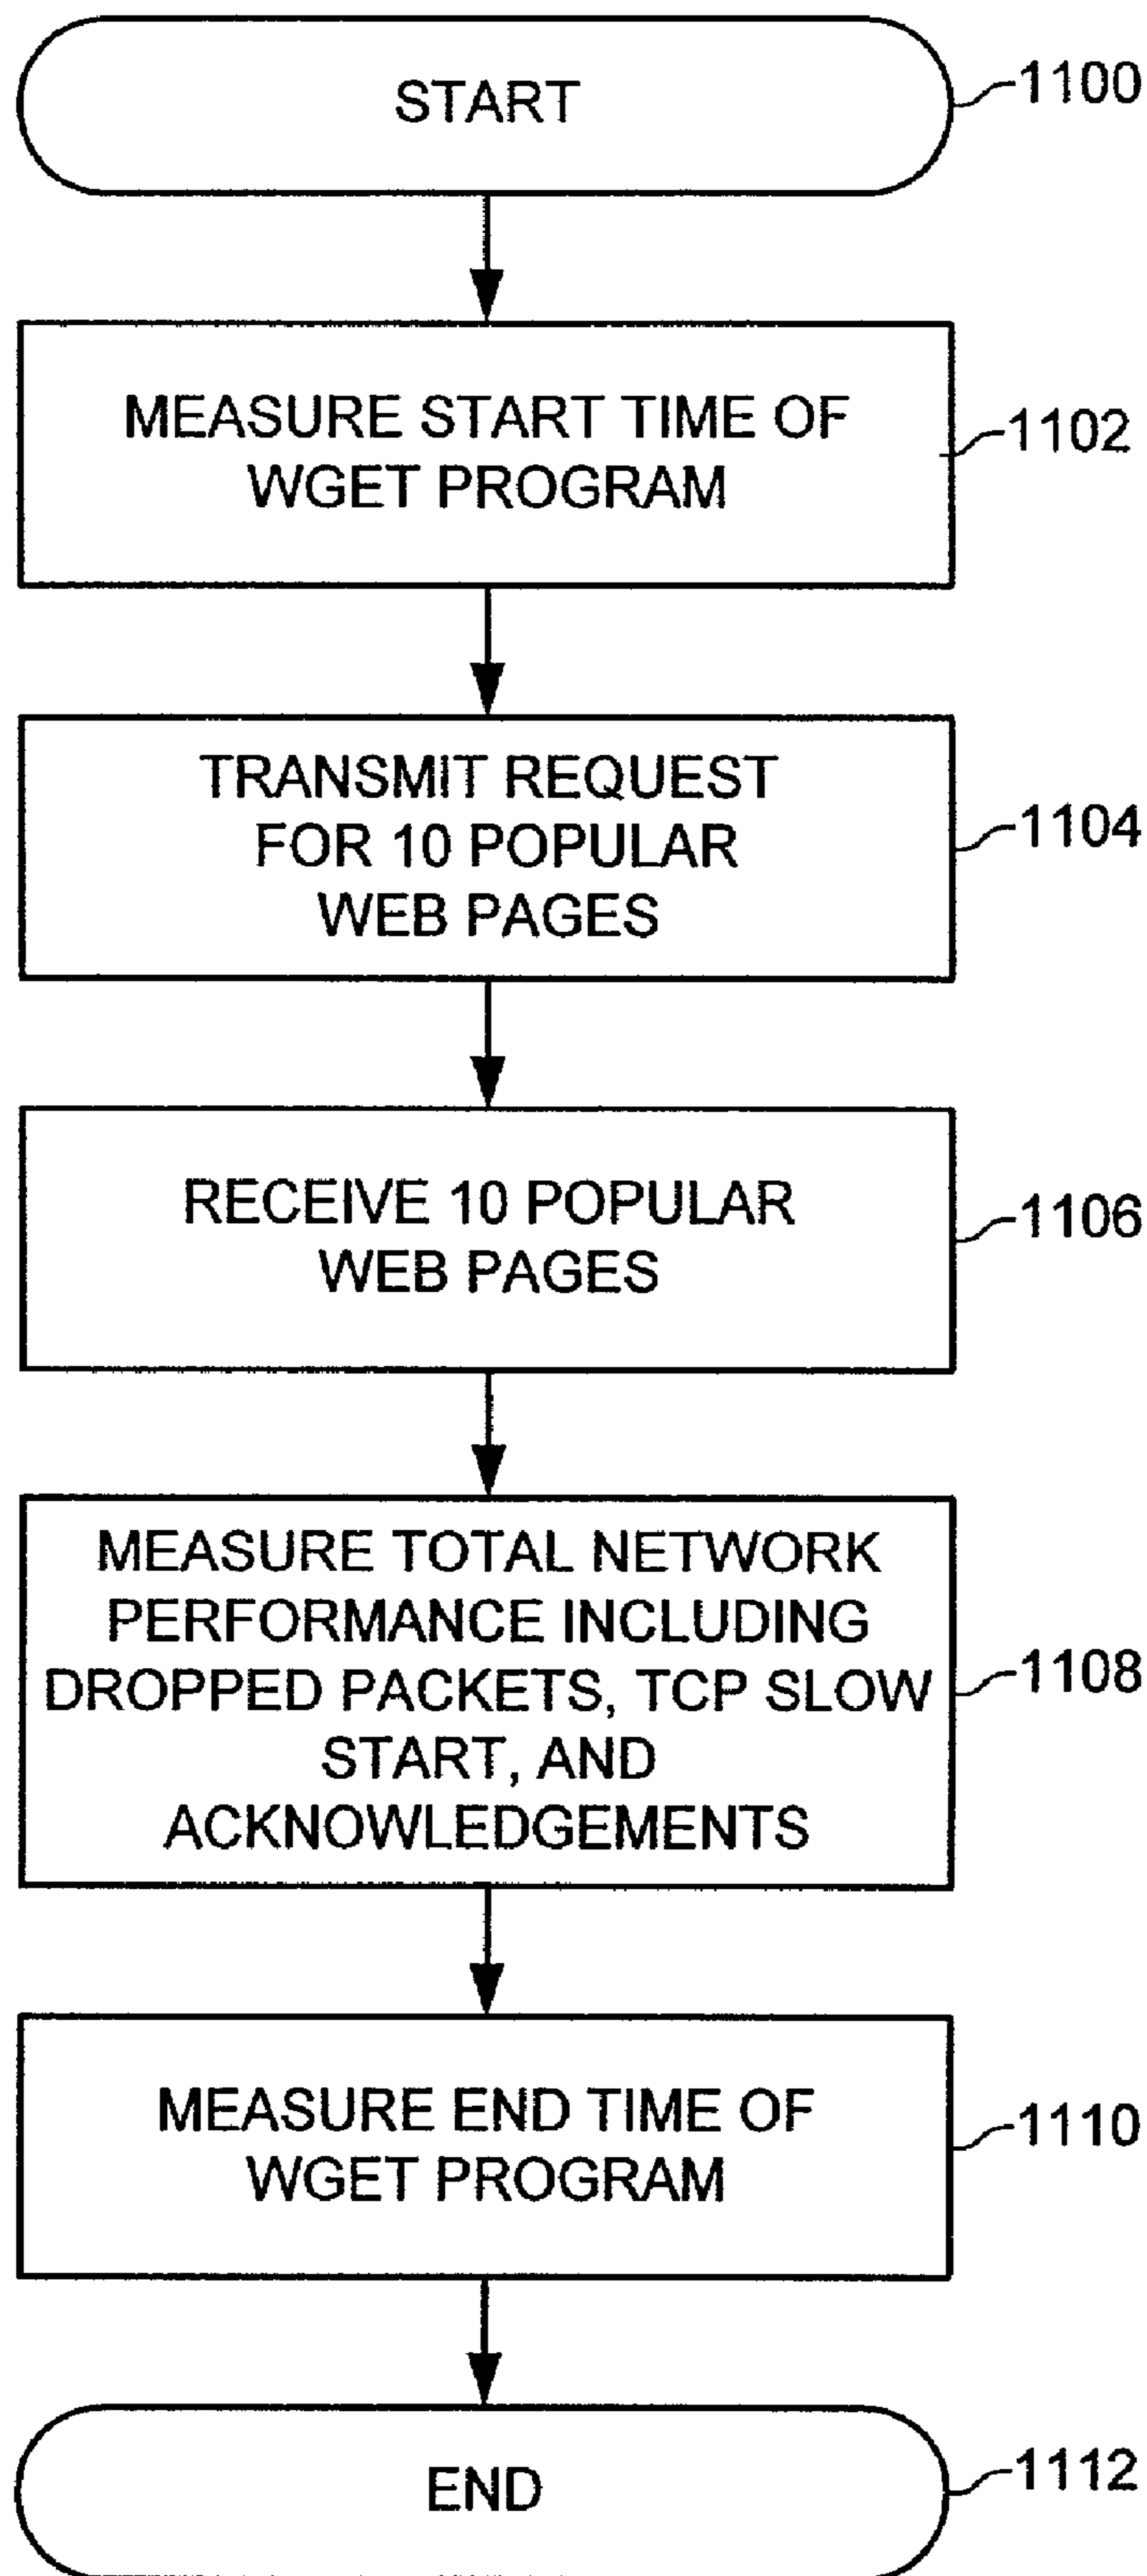 START
1100
MEASURE START TIME OF
WGET PROGRAM
1102
TRANSMIT REQUEST
FOR 10 POPULAR
WEB PAGES
1104
RECEIVE 10 POPULAR
WEB PAGES
1106
MEASURE TOTAL NETWORK
PERFORMANCE INCLUDING
DROPPED PACKETS, TCP SLOW
START, AND
ACKNOWLEDGEMENTS
1108
MEASURE END TIME OF
WGET PROGRAM
1110
END
1112